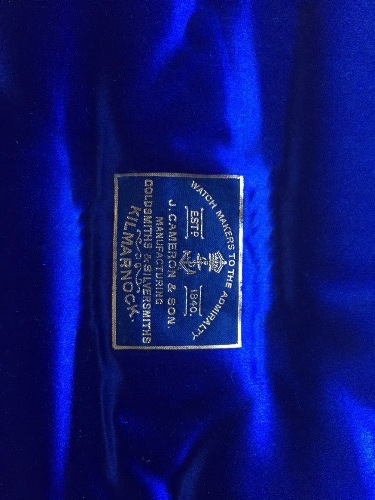 WATCH MAKERS TO THE ADMIRALTY
ESTD. 1840.
J. CAMERON & SON.
MANUFACTURING
GOLDSMITHS & SILVERSMITHS
KILMARNOCK.